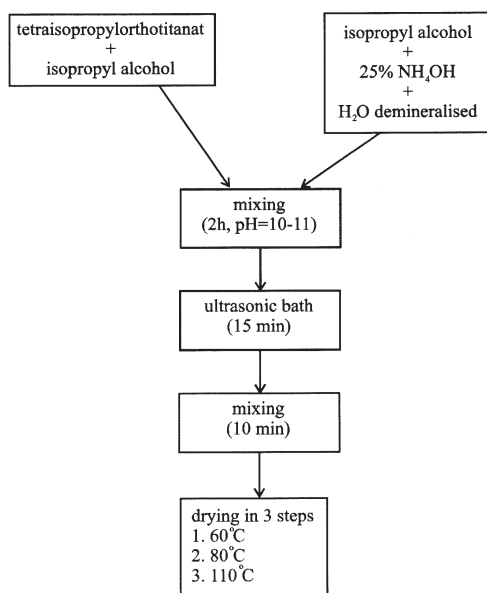 tetraisopropylorthotitanat
+
isopropyl alcohol
isopropyl alcohol
+
25% NH₄OH
+
H₂O demineralised
mixing
(2h, pH=10-11)
ultrasonic bath
(15 min)
mixing
(10 min)
drying in 3 steps
1. 60°C
2. 80°C
3. 110°C